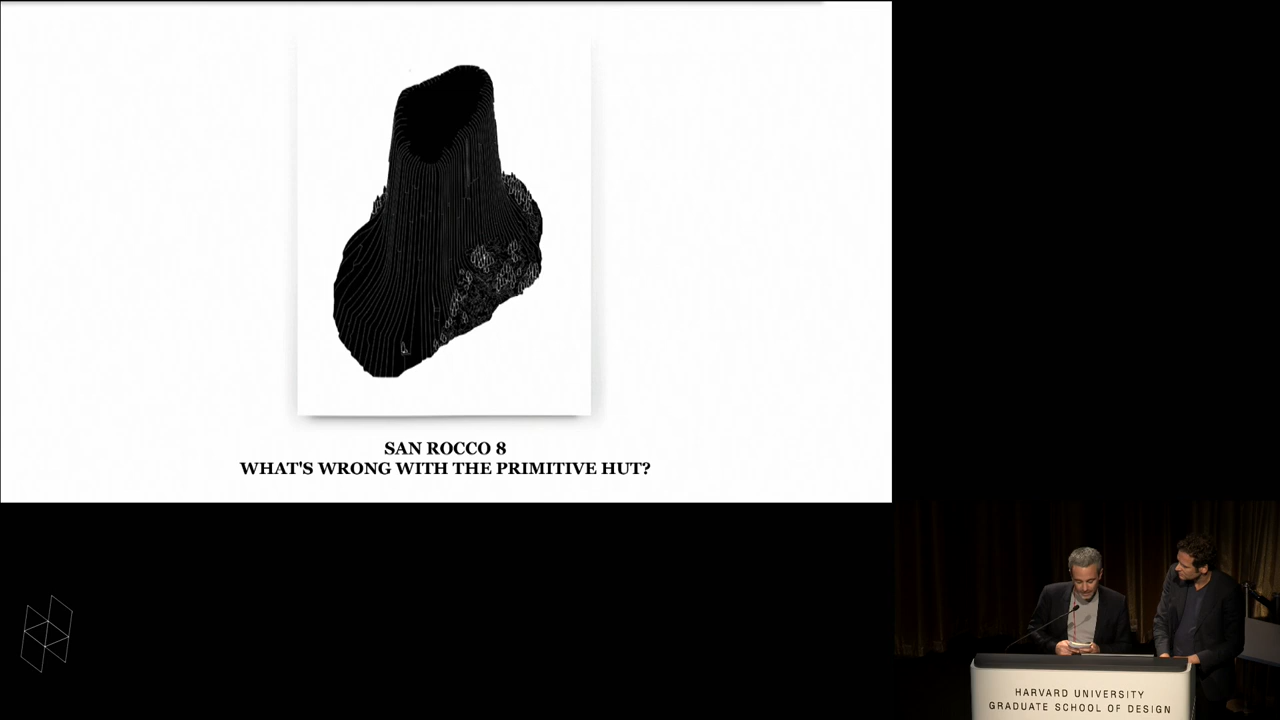 SAN ROCCO 8
WHAT'S WRONG WITH THE PRIMITIVE HUT?
HARVARD UNIVERSITY
GRADUATE SCHOOL OF DESIGN